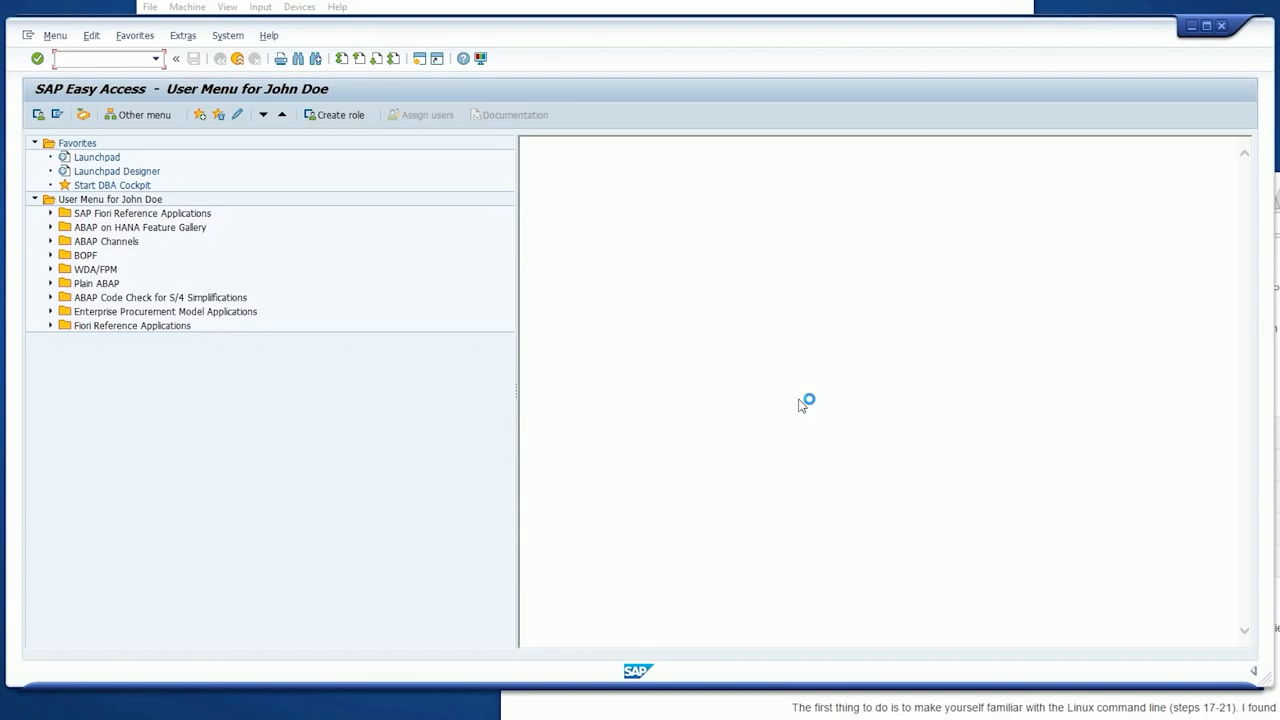 File Machine View Input Devices Help
Menu Edit Favorites Extras System Help
SAP Easy Access - User Menu for John Doe
Other menu Create role Assign users Documentation
Favorites
Launchpad
Launchpad Designer
Start DBA Cockpit
User Menu for John Doe
SAP Fiori Reference Applications
ABAP on HANA Feature Gallery
ABAP Channels
BOPF
WDA/FPM
Plain ABAP
ABAP Code Check for S/4 Simplifications
Enterprise Procurement Model Applications
Fiori Reference Applications
SAP
The first thing to do is to make yourself familiar with the Linux command line (steps 17-21). I found